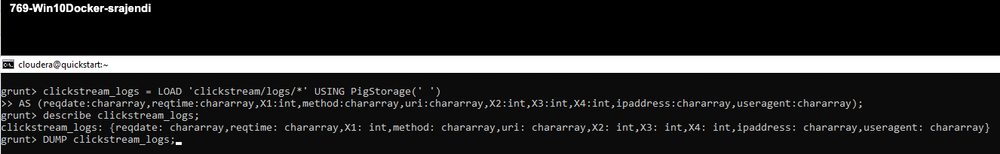 769-Win10Docker-srajendi
cloudera@quickstart:~
grunt> clickstream_logs = LOAD 'clickstream/logs/*' USING PigStorage(' ')
>> AS (reqdate:chararray,reqtime:chararray,X1:int,method:chararray,uri:chararray,X2:int,X3:int,X4:int,ipaddress:chararray,useragent:chararray);
grunt> describe clickstream_logs;
clickstream_logs: {reqdate: chararray,reqtime: chararray,X1: int,method: chararray,uri: chararray,X2: int,X3: int,X4: int,ipaddress: chararray,useragent: chararray}
grunt> DUMP clickstream_logs;